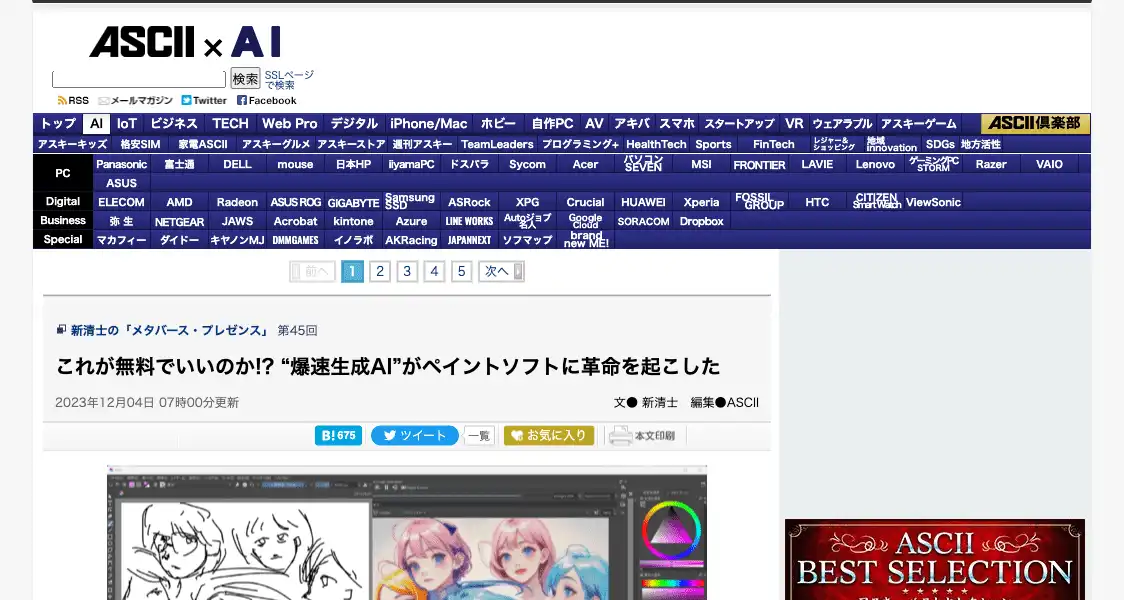 ASCII × AI
検索 SSLページで検索
RSS メールマガジン Twitter Facebook
トップ AI IoT ビジネス TECH Web Pro デジタル iPhone/Mac ホビー 自作PC AV アキバ スマホ スタートアップ VR ウェアラブル アスキーゲーム ASCII倶楽部
アスキーキッズ 格安SIM 家電ASCII アスキーグルメ アスキーストア 週刊アスキー TeamLeaders プログラミング+ HealthTech Sports FinTech レジャー&ショッピング 地域innovation SDGs 地方活性
PC Panasonic 富士通 DELL mouse 日本HP iiyamaPC ドスパラ Sycom Acer パソコンSEVEN MSI FRONTIER LAVIE Lenovo ゲーミングPC STORM Razer VAIO
ASUS
Digital ELECOM AMD Radeon ASUS ROG GIGABYTE Samsung SSD ASRock XPG Crucial HUAWEI Xperia FOSSIL GROUP HTC CITIZEN SmartWatch ViewSonic
Business 弥生 NETGEAR JAWS Acrobat kintone Azure LINE WORKS Autoジョブ名人 Google Cloud SORACOM Dropbox
Special マカフィー ダイドー キヤノンMJ DMMGAMES イノラボ AKRacing JAPANNEXT ソフマップ brand new ME!
前へ 1 2 3 4 5 次へ
新清士の「メタバース・プレゼンス」 第45回
これが無料でいいのか!? “爆速生成AI”がペイントソフトに革命を起こした
2023年12月04日 07時00分更新
文● 新清士 編集●ASCII
B! 675 ツイート 一覧 お気に入り 本文印刷
ASCII
BEST SELECTION